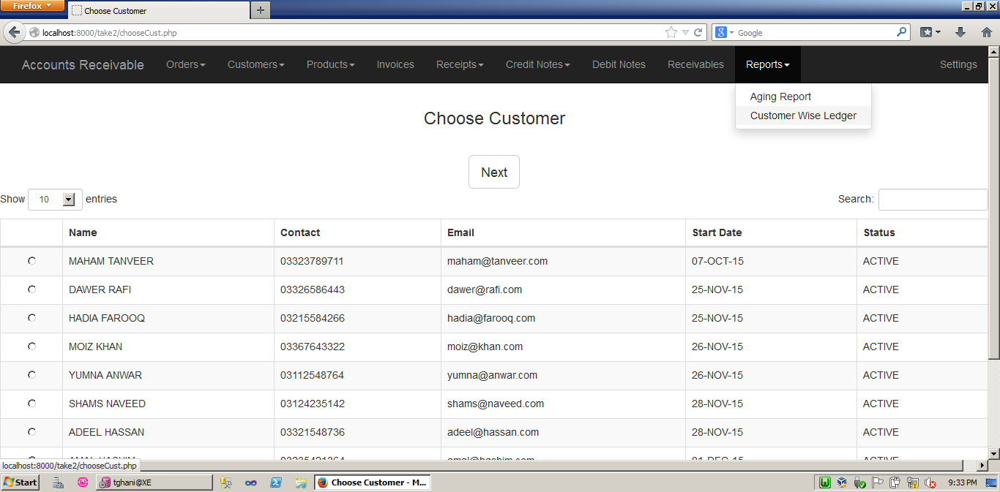 Firefox
Choose Customer
localhost:8000/take2/chooseCust.php
Google
Accounts Receivable Orders Customers Products Invoices Receipts Credit Notes Debit Notes Receivables Reports Settings
Aging Report
Customer Wise Ledger
Choose Customer
Next
Show 10 entries Search:
Name Contact Email Start Date Status
MAHAM TANVEER 03323789711 maham@tanveer.com 07-OCT-15 ACTIVE
DAWER RAFI 03326586443 dawer@rafi.com 25-NOV-15 ACTIVE
HADIA FAROOQ 03215584266 hadia@farooq.com 25-NOV-15 ACTIVE
MOIZ KHAN 03367643322 moiz@khan.com 26-NOV-15 ACTIVE
YUMNA ANWAR 03112548764 yumna@anwar.com 26-NOV-15 ACTIVE
SHAMS NAVEED 03124235142 shams@naveed.com 28-NOV-15 ACTIVE
ADEEL HASSAN 03321548736 adeel@hassan.com 28-NOV-15 ACTIVE
01-DEC-15 ACTIVE
localhost:8000/take2/chooseCust.php
Start tghani@XE Choose Customer - M... 9:33 PM